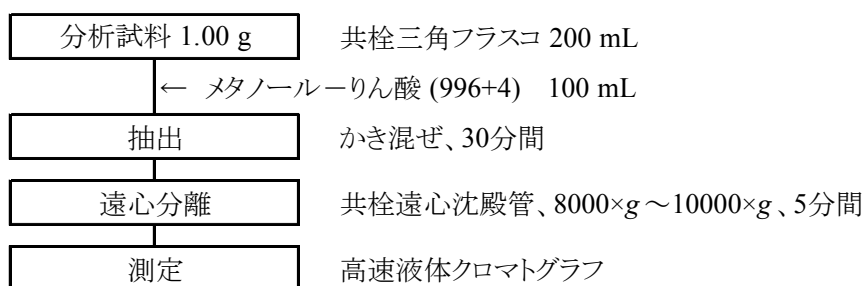 分析試料 1.00 g 共栓三角フラスコ 200 mL
← メタノール－りん酸 (996+4) 100 mL
抽出 かき混ぜ、30分間
遠心分離 共栓遠心沈殿管、8000×g～10000×g、5分間
測定 高速液体クロマトグラフ